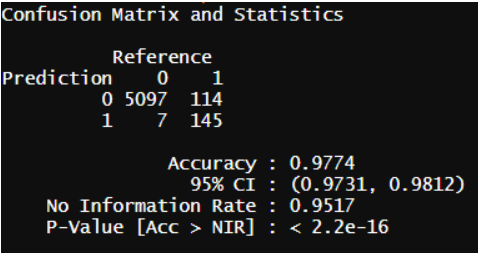 Confusion Matrix and Statistics
Reference
Prediction 0 1
0 5097 114
1 7 145
Accuracy : 0.9774
95% CI : (0.9731, 0.9812)
No Information Rate : 0.9517
P-Value [Acc > NIR] : < 2.2e-16